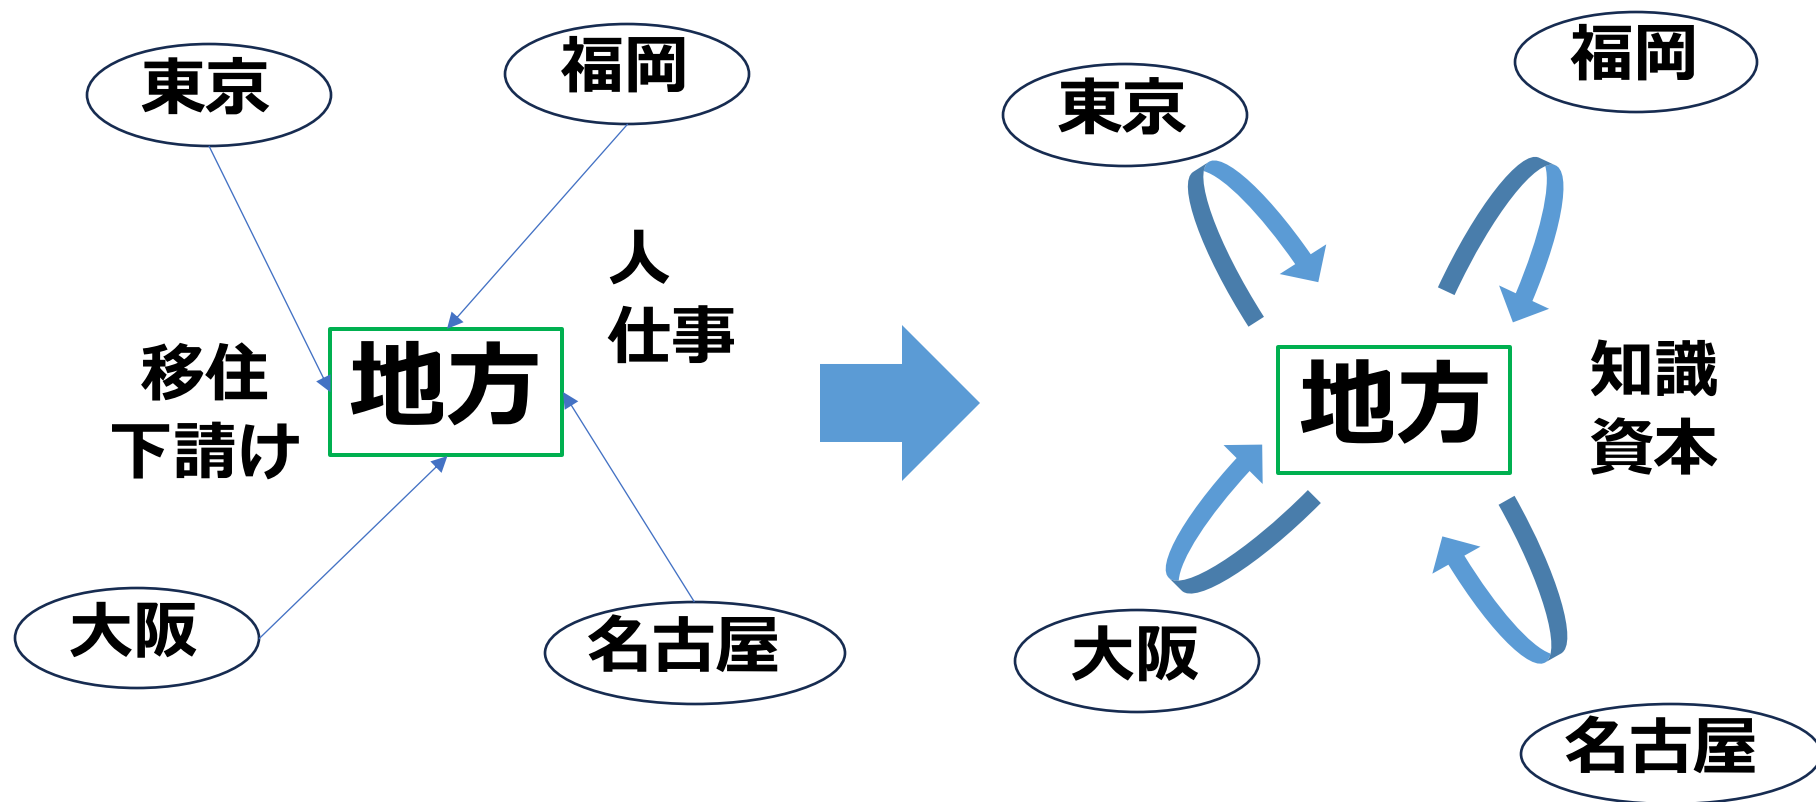 東京
福岡
人
仕事
移住
下請け
地方
大阪
名古屋
東京
福岡
地方
知識
資本
大阪
名古屋